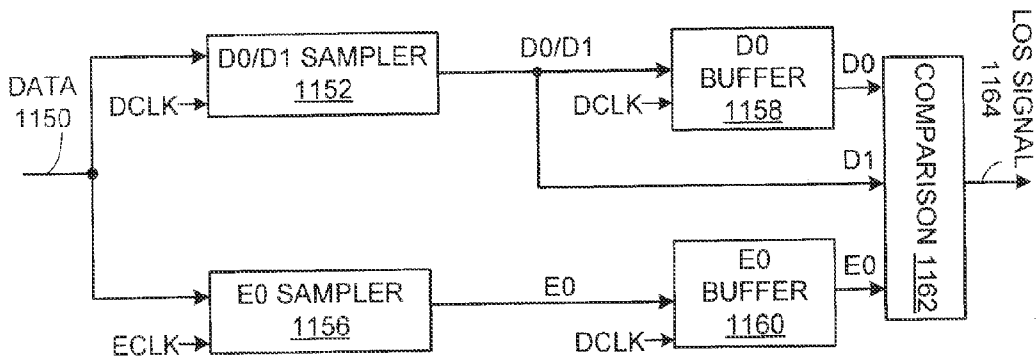 DATA
1150
D0/D1 SAMPLER
1152
DCLK
D0/D1
D0
BUFFER
1158
DCLK
D0
D1
E0 SAMPLER
1156
ECLK
E0
E0
BUFFER
1160
DCLK
E0
COMPARISON 1162
LOS SIGNAL
1164